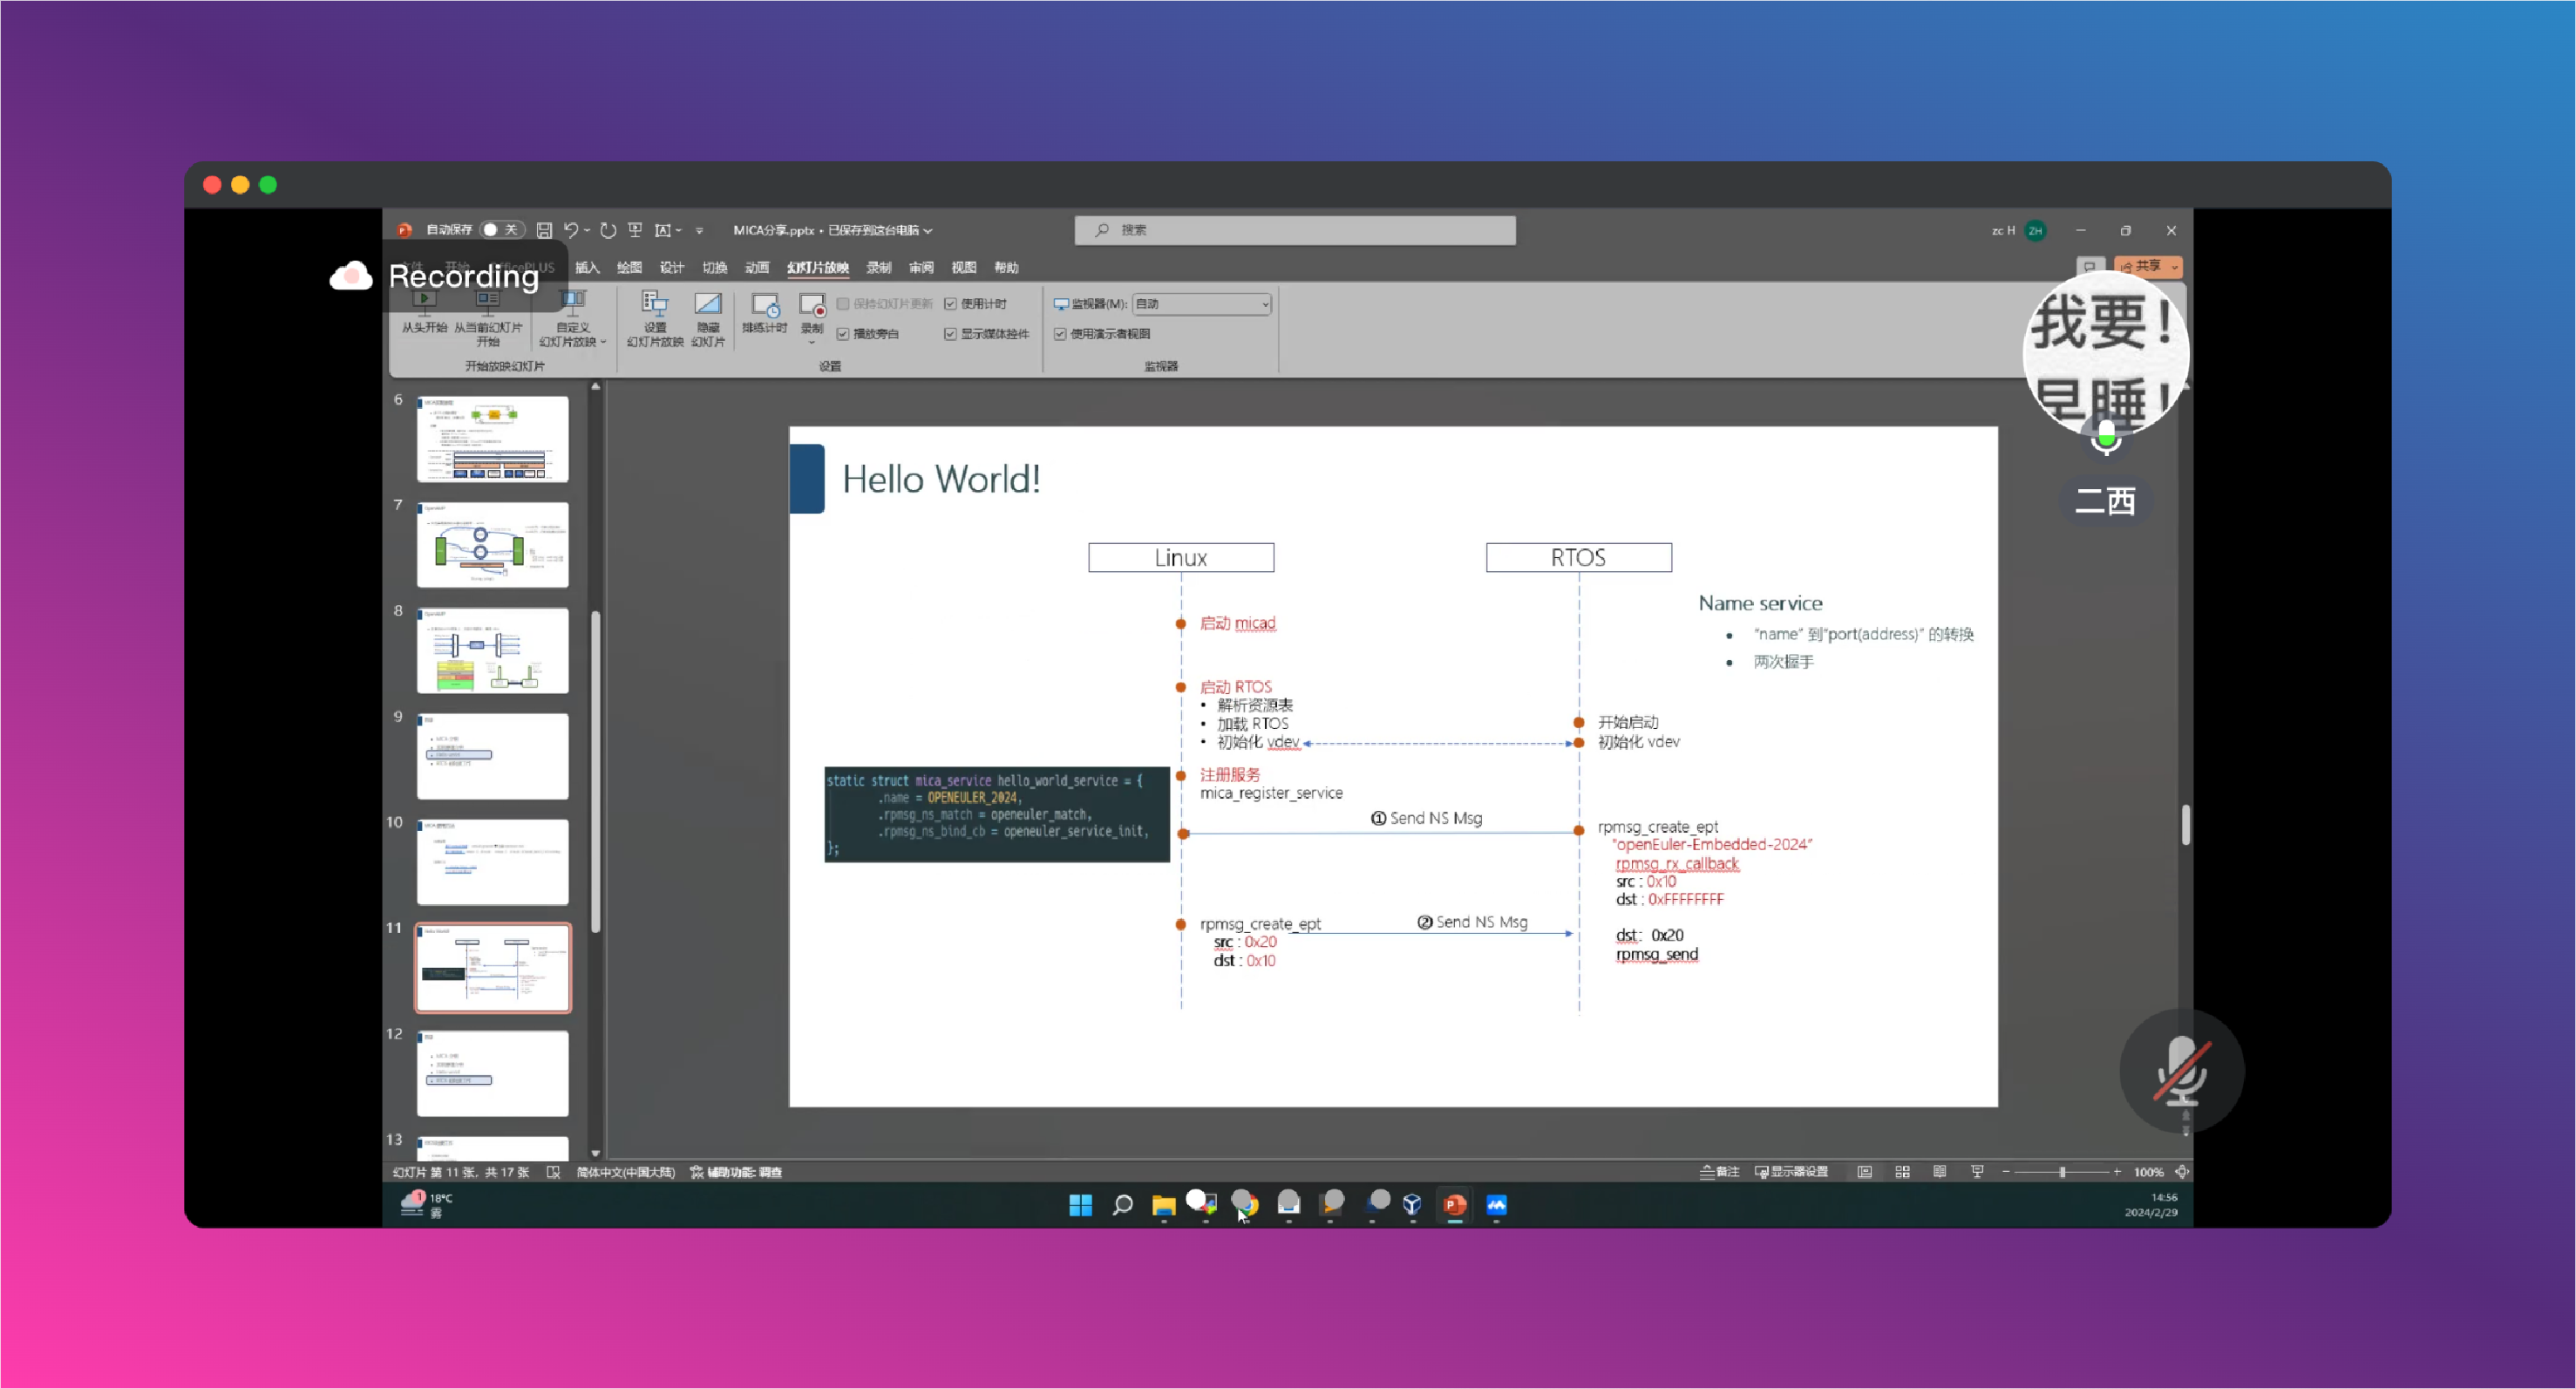 自动保存 关 MICA分享.pptx • 已保存到这台电脑 搜索 zc H ZH
插入 绘图 设计 切换 动画 幻灯片放映 录制 审阅 视图 帮助 共享
Recording
从头开始 从当前幻灯片开始 自定义幻灯片放映
开始放映幻灯片
设置幻灯片放映 隐藏幻灯片 排练计时 录制
保持幻灯片更新 使用计时
播放旁白 显示媒体控件
设置
监视器(M): 自动
使用演示者视图
监视器
我要!
早睡!
二西
6
7
8
9
10
11
12
13
Hello World!
Linux
RTOS
Name service
• “name” 到“port(address)” 的转换
• 两次握手
启动 micad
启动 RTOS
• 解析资源表
• 加载 RTOS
• 初始化 vdev
开始启动
初始化 vdev
注册服务
mica_register_service
static struct mica_service hello_world_service = {
.name = OPENEULER_2024,
.rpmsg_ns_match = openeuler_match,
.rpmsg_ns_bind_cb = openeuler_service_init,
};
① Send NS Msg
rpmsg_create_ept
“openEuler-Embedded-2024”
rpmsg_rx_callback
src : 0x10
dst : 0xFFFFFFFF
rpmsg_create_ept
src : 0x20
dst : 0x10
② Send NS Msg
dst: 0x20
rpmsg_send
幻灯片 第 11 张，共 17 张 简体中文(中国大陆) 辅助功能: 调查 备注 显示器设置 100%
1 18°C
雾
14:56
2024/2/29